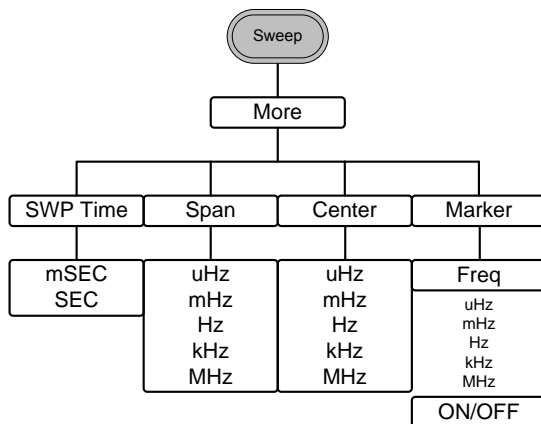 Sweep
More
SWP Time
Span
Center
Marker
mSEC
SEC
uHz
mHz
Hz
kHz
MHz
uHz
mHz
Hz
kHz
MHz
Freq
uHz
mHz
Hz
kHz
MHz
ON/OFF